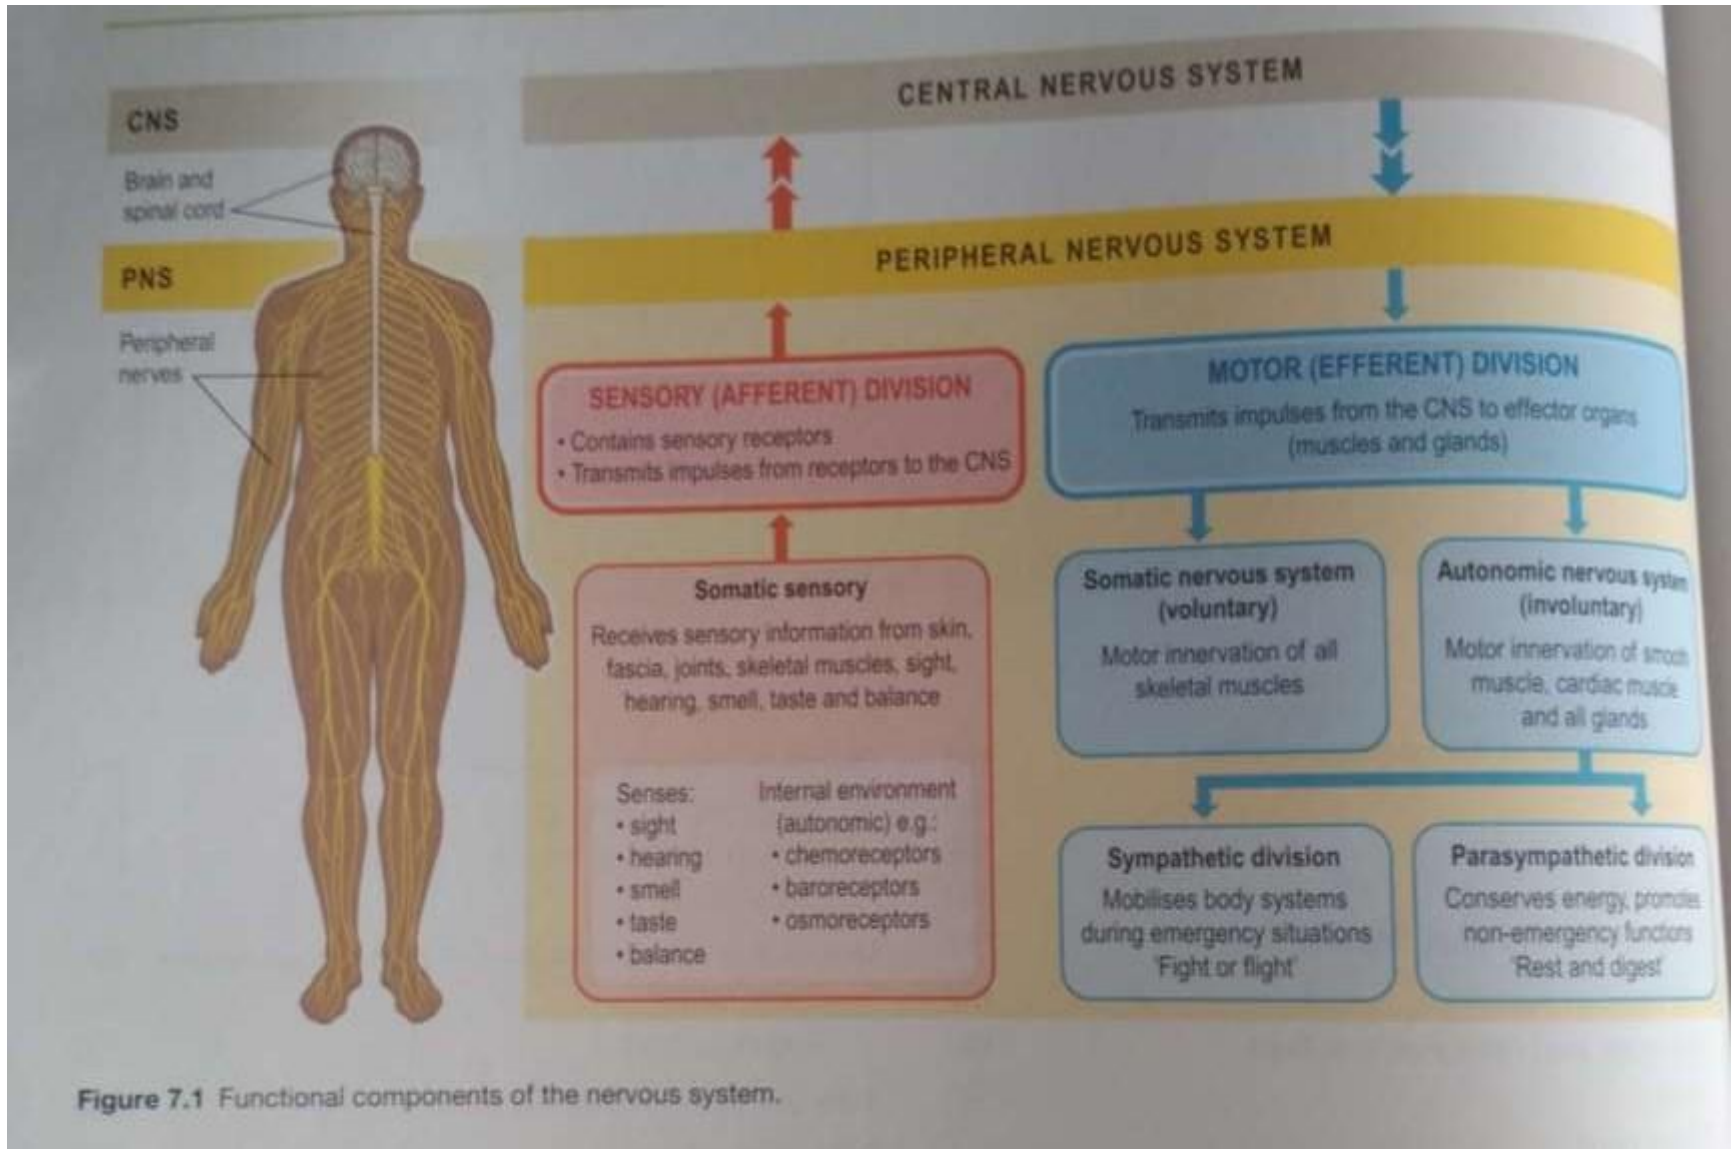 CENTRAL NERVOUS SYSTEM
CNS
Brain and
spinal cord
PERIPHERAL NERVOUS SYSTEM
PNS
Peripheral
nerves
SENSORY (AFFERENT) DIVISION
• Contains sensory receptors
• Transmits impulses from receptors to the CNS
MOTOR (EFFERENT) DIVISION
Transmits impulses from the CNS to effector organs
(muscles and glands)
Somatic sensory
Receives sensory information from skin,
fascia, joints, skeletal muscles, sight,
hearing, smell, taste and balance
Senses:
• sight
• hearing
• smell
• taste
• balance
Internal environment
(autonomic) e.g.:
• chemoreceptors
• baroreceptors
• osmoreceptors
Somatic nervous system
(voluntary)
Motor innervation of all
skeletal muscles
Autonomic nervous system
(involuntary)
Motor innervation of smooth
muscle, cardiac muscle
and all glands
Sympathetic division
Mobilises body systems
during emergency situations
'Fight or flight'
Parasympathetic division
Conserves energy, promotes
non-emergency functions
'Rest and digest'
Figure 7.1 Functional components of the nervous system.